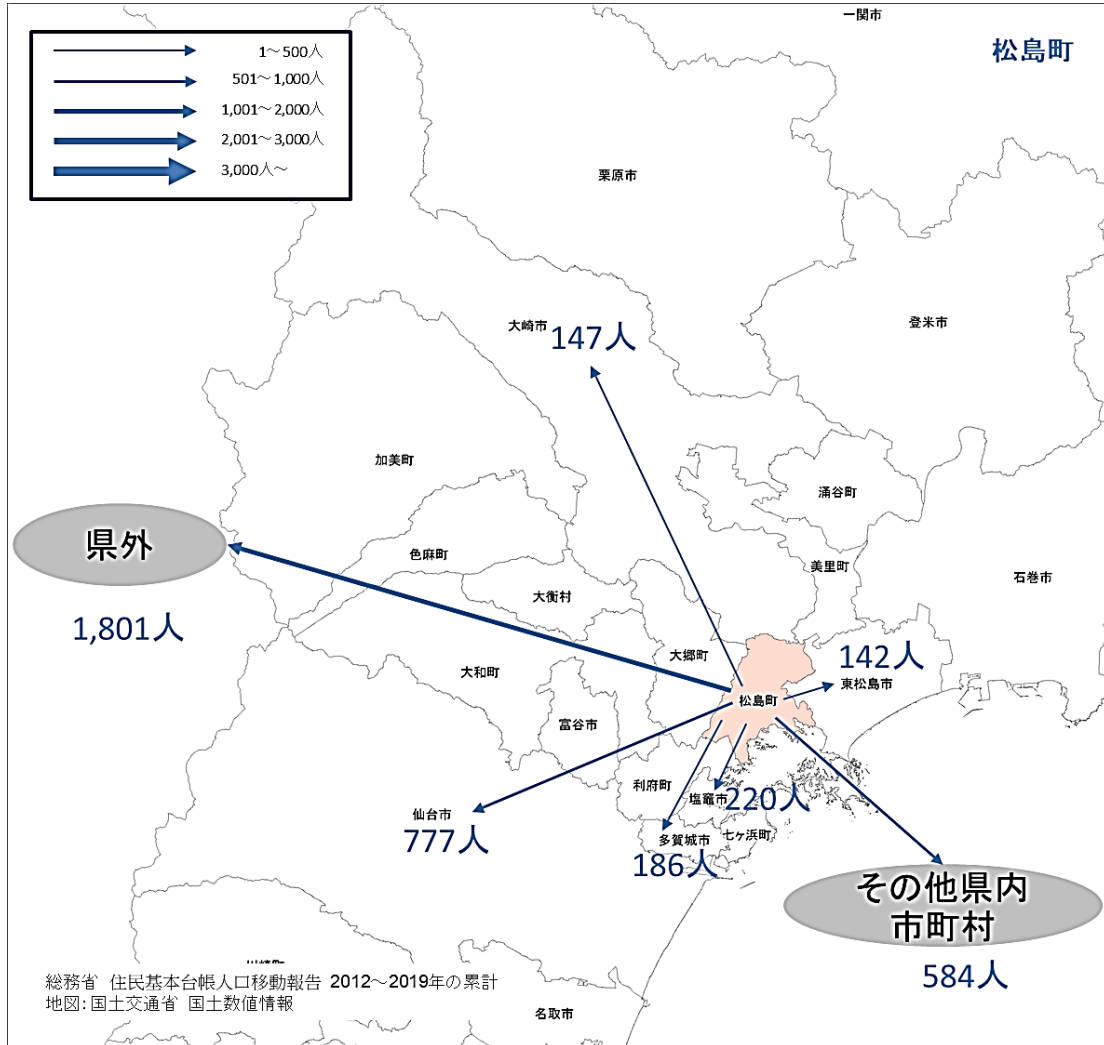 一関市
松島町
1～500人
501～1,000人
1,001～2,000人
2,001～3,000人
3,000人～
栗原市
登米市
大崎市
147人
加美町
涌谷町
県外
色麻町
美里町
石巻市
大衡村
1,801人
大郷町
142人
大和町
東松島市
松島町
富谷市
利府町
塩竈市
220人
仙台市
777人
多賀城市
七ヶ浜町
186人
その他県内
市町村
584人
総務省 住民基本台帳人口移動報告 2012～2019年の累計
地図：国土交通省 国土数値情報
名取市